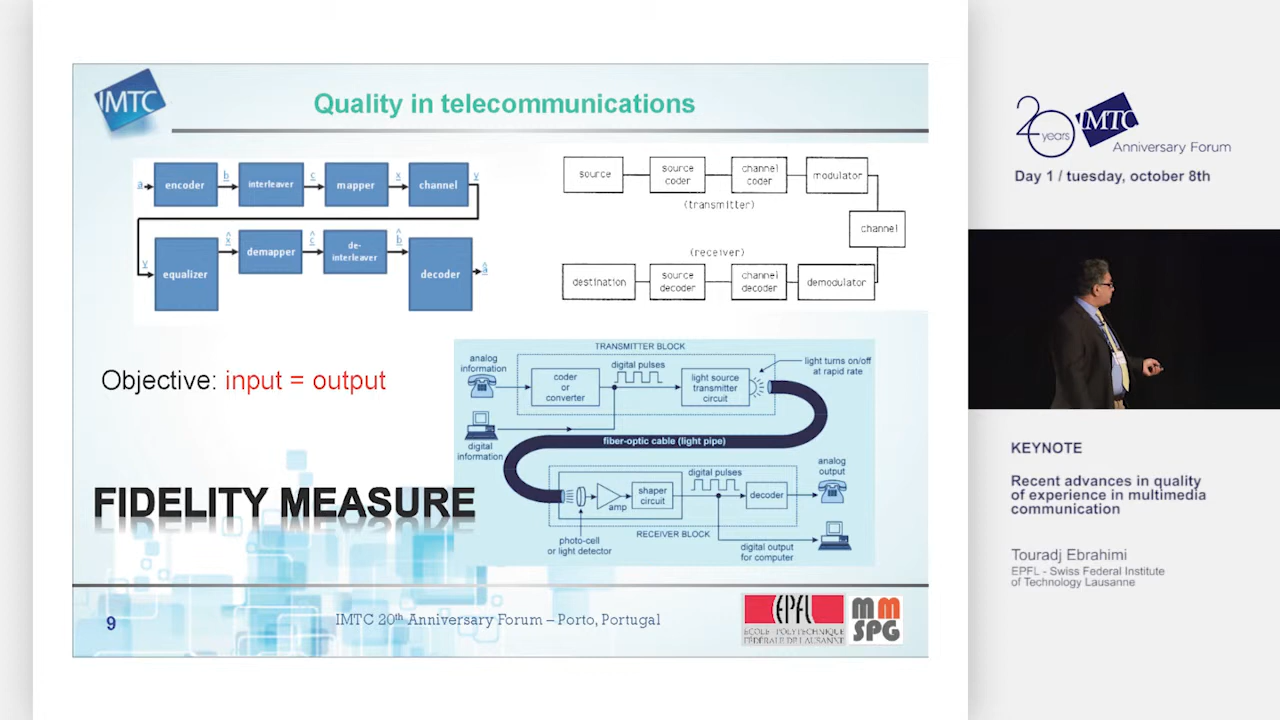 IMTC
Quality in telecommunications
a
encoder
b
interleaver
c
mapper
x
channel
y
y
equalizer
x̂
demapper
ĉ
de-
interleaver
b̂
decoder
â
source
source
coder
channel
coder
modulator
(transmitter)
channel
(receiver)
destination
source
decoder
channel
decoder
demodulator
Objective: input = output
FIDELITY MEASURE
TRANSMITTER BLOCK
analog
information
coder
or
converter
digital pulses
light source
transmitter
circuit
light turns on/off
at rapid rate
digital
information
fiber-optic cable (light pipe)
analog
output
digital pulses
amp
shaper
circuit
decoder
RECEIVER BLOCK
photo-cell
or light detector
digital output
for computer
9
IMTC 20th Anniversary Forum – Porto, Portugal
EPFL
ÉCOLE POLYTECHNIQUE
FÉDÉRALE DE LAUSANNE
MM
SPG
20 years IMTC
Anniversary Forum
Day 1 / tuesday, october 8th
KEYNOTE
Recent advances in quality
of experience in multimedia
communication
Touradj Ebrahimi
EPFL - Swiss Federal Institute
of Technology Lausanne